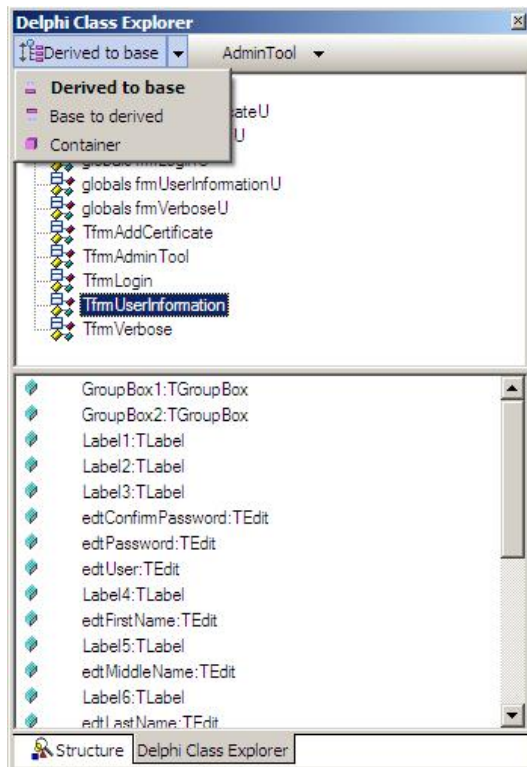 Delphi Class Explorer
Derived to base
AdminTool
Derived to base
Base to derived
Container
ateU
U
globals frmUserInformationU
globals frmVerboseU
TfrmAddCertificate
TfrmAdminTool
TfrmLogin
TfrmUserInformation
TfrmVerbose
GroupBox1:TGroupBox
GroupBox2:TGroupBox
Label1:TLabel
Label2:TLabel
Label3:TLabel
edtConfirmPassword:TEdit
edtPassword:TEdit
edtUser:TEdit
Label4:TLabel
edtFirstName:TEdit
Label5:TLabel
edtMiddleName:TEdit
Label6:TLabel
edtLastName:TEdit
Structure
Delphi Class Explorer